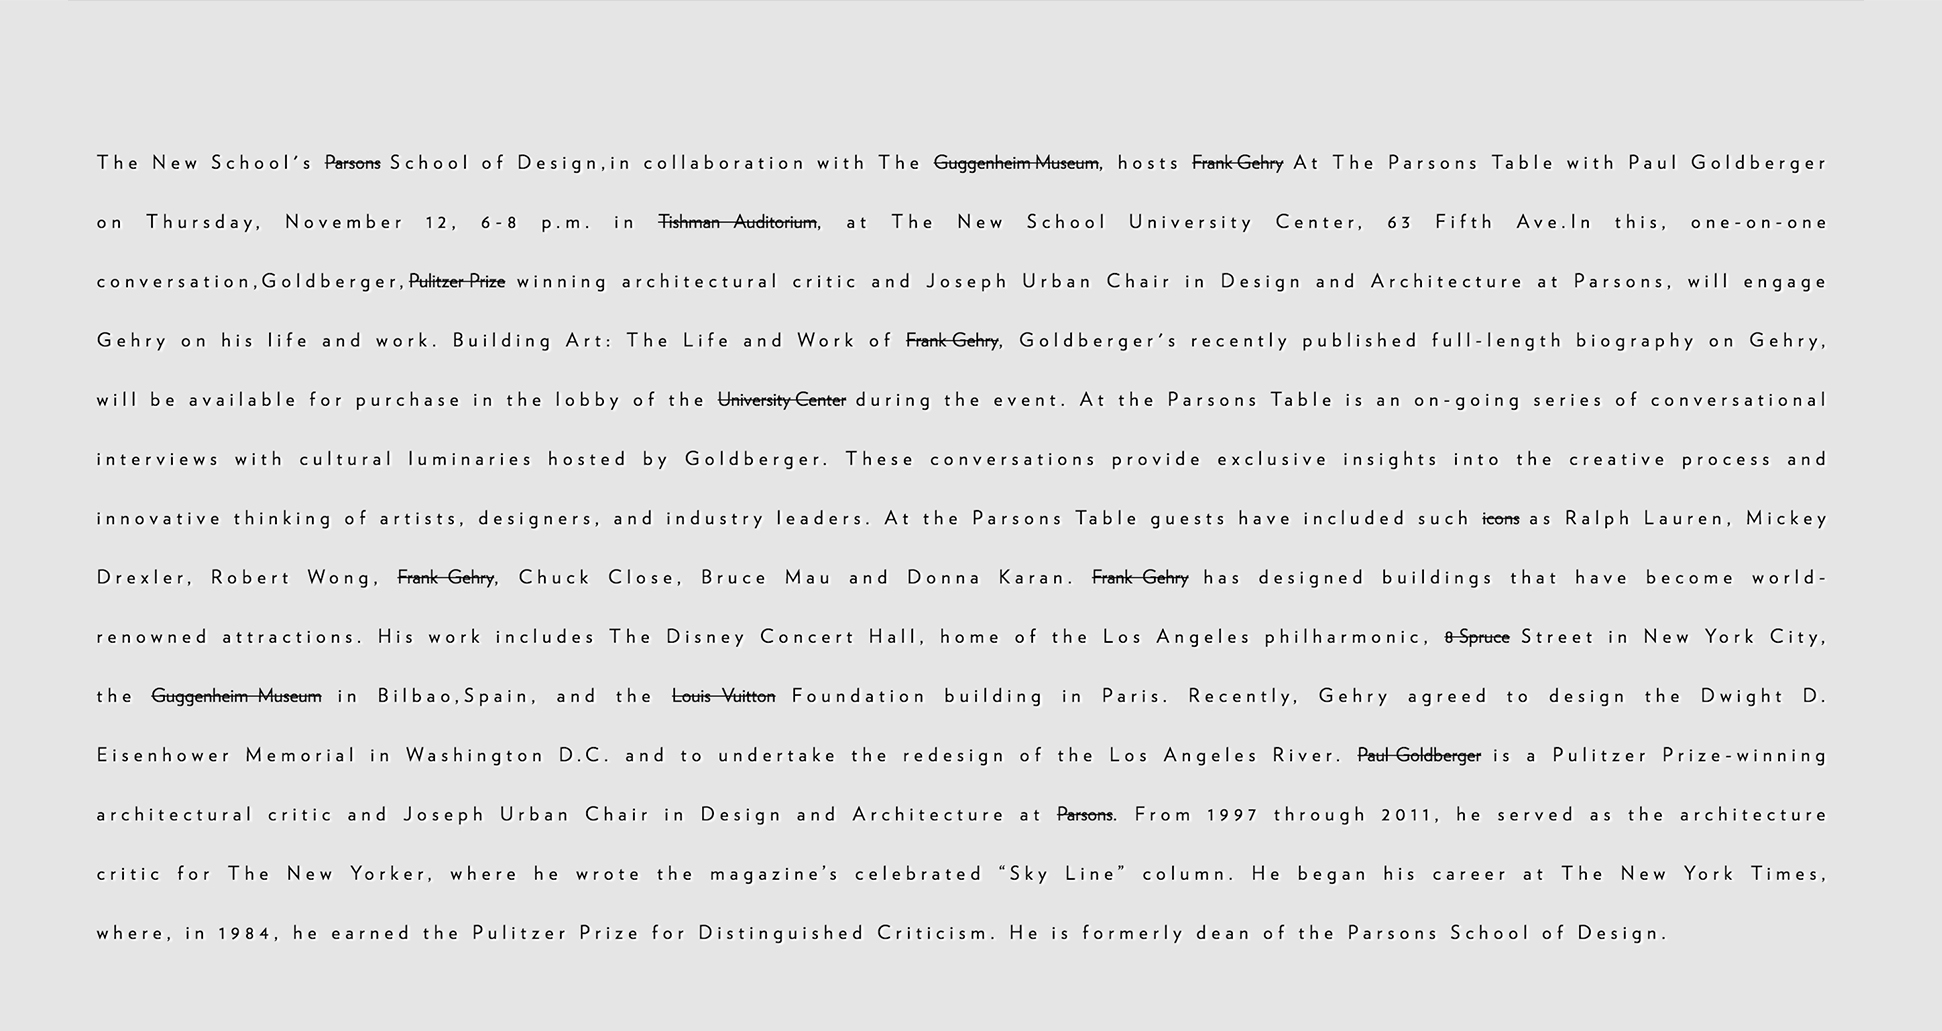 The New School's Parsons School of Design,in collaboration with The Guggenheim Museum, hosts Frank Gehry At The Parsons Table with Paul Goldberger
on Thursday, November 12, 6-8 p.m. in Tishman Auditorium, at The New School University Center, 63 Fifth Ave.In this, one-on-one
conversation,Goldberger,Pulitzer Prize winning architectural critic and Joseph Urban Chair in Design and Architecture at Parsons, will engage
Gehry on his life and work. Building Art: The Life and Work of Frank Gehry, Goldberger's recently published full-length biography on Gehry,
will be available for purchase in the lobby of the University Center during the event. At the Parsons Table is an on-going series of conversational
interviews with cultural luminaries hosted by Goldberger. These conversations provide exclusive insights into the creative process and
innovative thinking of artists, designers, and industry leaders. At the Parsons Table guests have included such icons as Ralph Lauren, Mickey
Drexler, Robert Wong, Frank Gehry, Chuck Close, Bruce Mau and Donna Karan. Frank Gehry has designed buildings that have become world-
renowned attractions. His work includes The Disney Concert Hall, home of the Los Angeles philharmonic, 8 Spruce Street in New York City,
the Guggenheim Museum in Bilbao,Spain, and the Louis Vuitton Foundation building in Paris. Recently, Gehry agreed to design the Dwight D.
Eisenhower Memorial in Washington D.C. and to undertake the redesign of the Los Angeles River. Paul Goldberger is a Pulitzer Prize-winning
architectural critic and Joseph Urban Chair in Design and Architecture at Parsons. From 1997 through 2011, he served as the architecture
critic for The New Yorker, where he wrote the magazine's celebrated “Sky Line” column. He began his career at The New York Times,
where, in 1984, he earned the Pulitzer Prize for Distinguished Criticism. He is formerly dean of the Parsons School of Design.